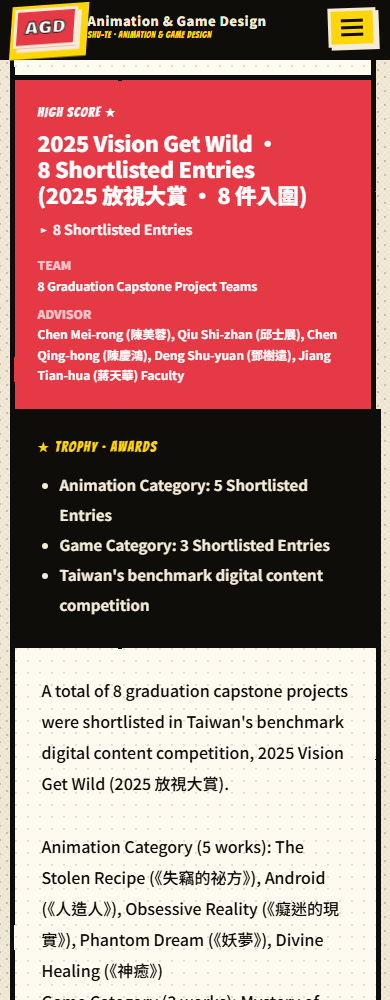 AGD
Animation & Game Design
SHU-TE · ANIMATION & GAME DESIGN
HIGH SCORE ★
2025 Vision Get Wild ・
8 Shortlisted Entries
(2025 放視大賞 ・ 8 件入圍)
‣ 8 Shortlisted Entries
TEAM
8 Graduation Capstone Project Teams
ADVISOR
Chen Mei-rong (陳美蓉), Qiu Shi-zhan (邱士展), Chen
Qing-hong (陳慶鴻), Deng Shu-yuan (鄧樹遠), Jiang
Tian-hua (蔣天華) Faculty
★ TROPHY · AWARDS
• Animation Category: 5 Shortlisted
Entries
• Game Category: 3 Shortlisted Entries
• Taiwan's benchmark digital content
competition
A total of 8 graduation capstone projects
were shortlisted in Taiwan's benchmark
digital content competition, 2025 Vision
Get Wild (2025 放視大賞).
Animation Category (5 works): The
Stolen Recipe (《失竊的祕方》), Android
(《人造人》), Obsessive Reality (《癡迷的現
實》), Phantom Dream (《妖夢》), Divine
Healing (《神癒》)
Game Category (3 works): Mystery of